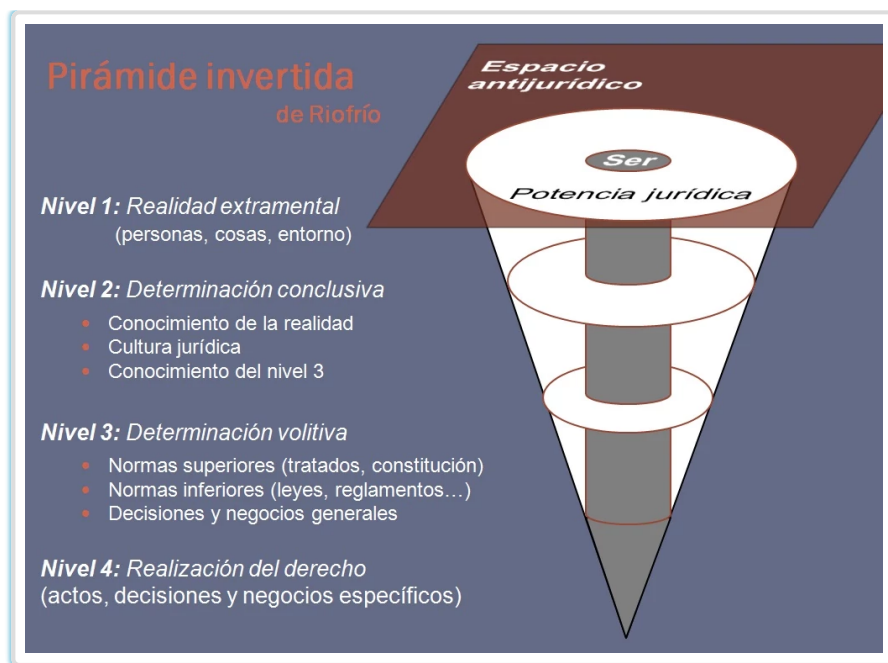 Pirámide invertida
de Riofrío
Espacio
antijurídico
Ser
Potencia jurídica
Nivel 1: Realidad extramental
(personas, cosas, entorno)
Nivel 2: Determinación conclusiva
• Conocimiento de la realidad
• Cultura jurídica
• Conocimiento del nivel 3
Nivel 3: Determinación volitiva
• Normas superiores (tratados, constitución)
• Normas inferiores (leyes, reglamentos…)
• Decisiones y negocios generales
Nivel 4: Realización del derecho
(actos, decisiones y negocios específicos)